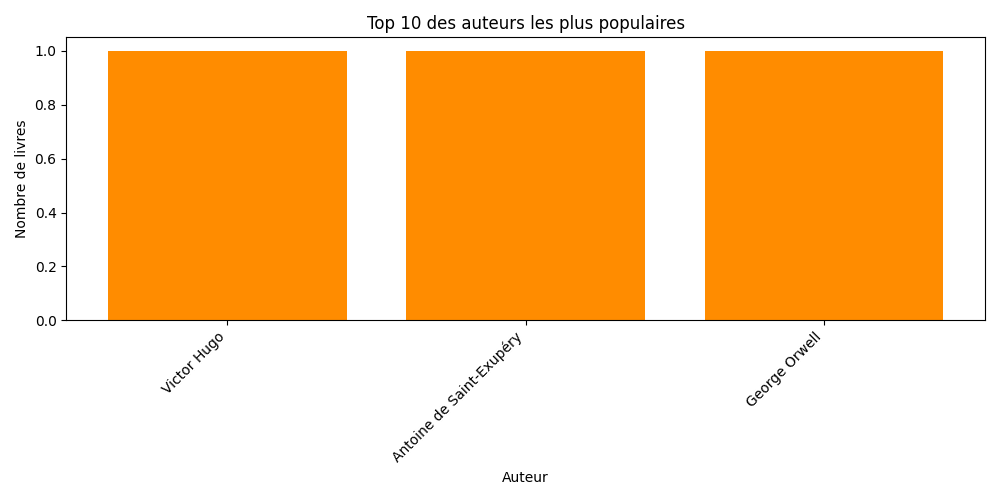 Top 10 des auteurs les plus populaires
Nombre de livres
1.0
0.8
0.6
0.4
0.2
0.0
Victor Hugo
Antoine de Saint-Exupéry
George Orwell
Auteur